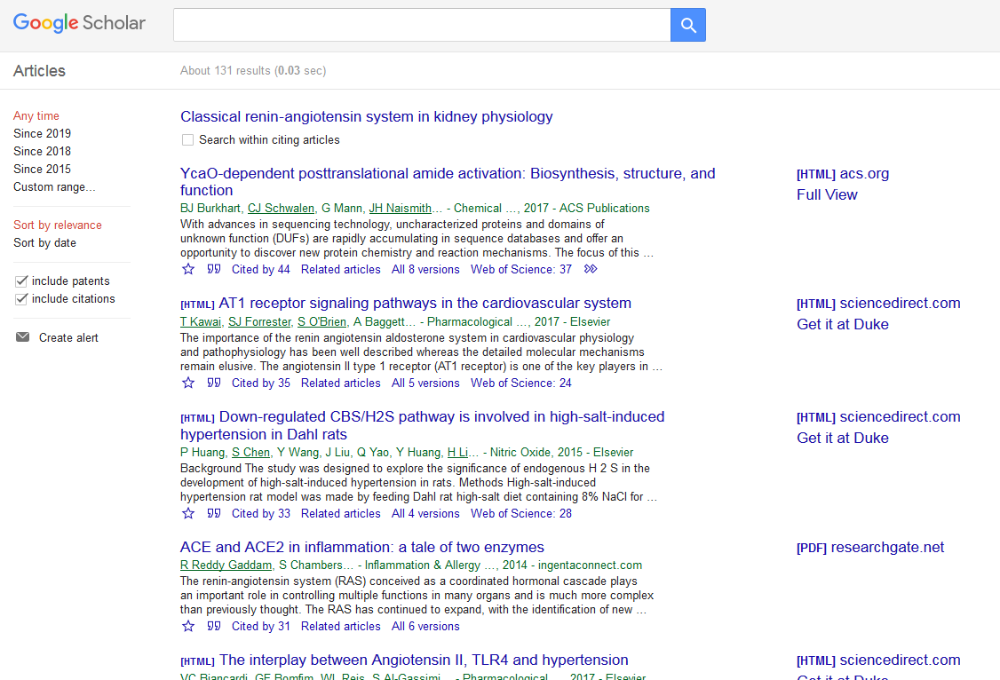 Google Scholar
Articles
About 131 results (0.03 sec)
Any time
Since 2019
Since 2018
Since 2015
Custom range...
Sort by relevance
Sort by date
include patents
include citations
Create alert
Classical renin-angiotensin system in kidney physiology
Search within citing articles
YcaO-dependent posttranslational amide activation: Biosynthesis, structure, and
function
BJ Burkhart, CJ Schwalen, G Mann, JH Naismith… - Chemical …, 2017 - ACS Publications
With advances in sequencing technology, uncharacterized proteins and domains of
unknown function (DUFs) are rapidly accumulating in sequence databases and offer an
opportunity to discover new protein chemistry and reaction mechanisms. The focus of this …
Cited by 44 Related articles All 8 versions Web of Science: 37
[HTML] acs.org
Full View
[HTML] AT1 receptor signaling pathways in the cardiovascular system
T Kawai, SJ Forrester, S O'Brien, A Baggett… - Pharmacological …, 2017 - Elsevier
The importance of the renin angiotensin aldosterone system in cardiovascular physiology
and pathophysiology has been well described whereas the detailed molecular mechanisms
remain elusive. The angiotensin II type 1 receptor (AT1 receptor) is one of the key players in …
Cited by 35 Related articles All 5 versions Web of Science: 24
[HTML] sciencedirect.com
Get it at Duke
[HTML] Down-regulated CBS/H2S pathway is involved in high-salt-induced
hypertension in Dahl rats
P Huang, S Chen, Y Wang, J Liu, Q Yao, Y Huang, H Li… - Nitric Oxide, 2015 - Elsevier
Background The study was designed to explore the significance of endogenous H 2 S in the
development of high-salt-induced hypertension in rats. Methods High-salt-induced
hypertension rat model was made by feeding Dahl rat high-salt diet containing 8% NaCl for …
Cited by 33 Related articles All 4 versions Web of Science: 28
[HTML] sciencedirect.com
Get it at Duke
ACE and ACE2 in inflammation: a tale of two enzymes
R Reddy Gaddam, S Chambers… - Inflammation & Allergy …, 2014 - ingentaconnect.com
The renin-angiotensin system (RAS) conceived as a coordinated hormonal cascade plays
an important role in controlling multiple functions in many organs and is much more complex
than previously thought. The RAS has continued to expand, with the identification of new …
Cited by 31 Related articles All 6 versions
[PDF] researchgate.net
[HTML] The interplay between Angiotensin II, TLR4 and hypertension
VC Biancardi, GF Bomfim, WL Reis, S Al-Gassimi… - Pharmacological …, 2017 - Elsevier
[HTML] sciencedirect.com
Get it at Duke